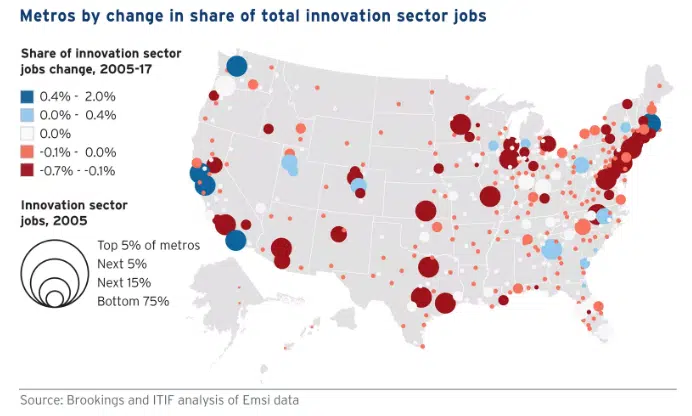 Metros by change in share of total innovation sector jobs
Share of innovation sector
jobs change, 2005-17
0.4% - 2.0%
0.0% - 0.4%
0.0%
-0.1% - 0.0%
-0.7% - -0.1%
Innovation sector
jobs, 2005
Top 5% of metros
Next 5%
Next 15%
Bottom 75%
Source: Brookings and ITIF analysis of Emsi data